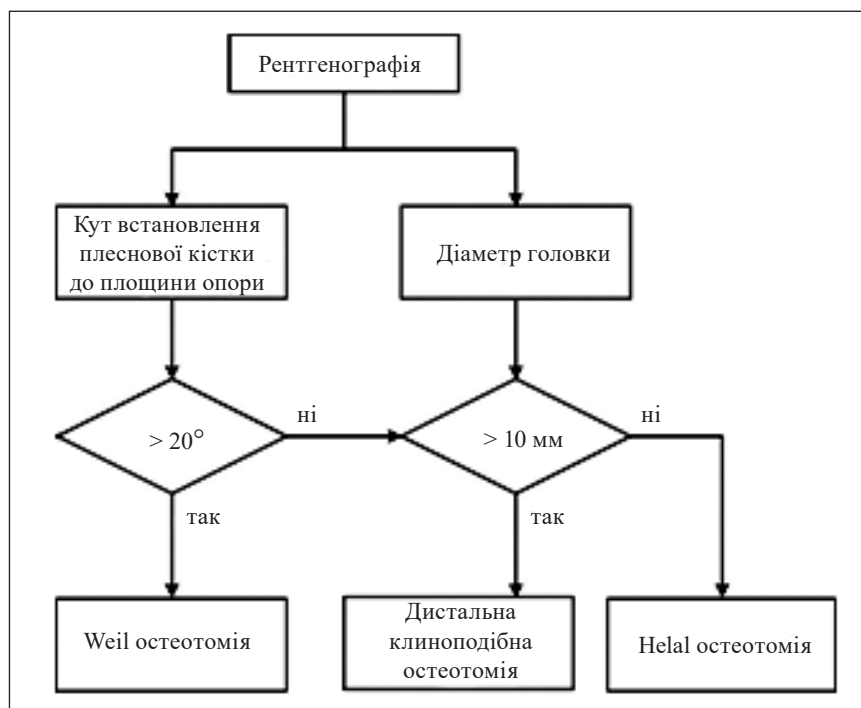 Рентгенографія
Кут встановлення
плеснової кістки
до площини опори
Діаметр головки
> 20°
ні
> 10 мм
ні
так
так
Weil остеотомія
Дистальна
клиноподібна
остеотомія
Helal остеотомія